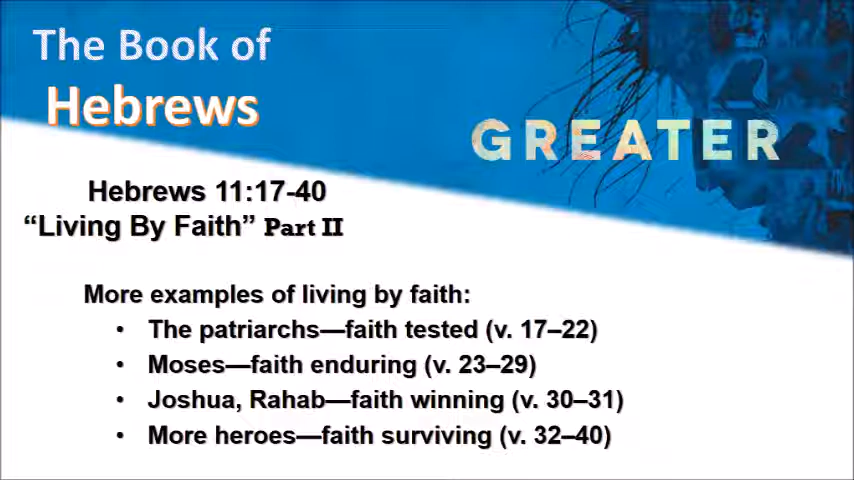 The Book of
Hebrews
GREATER
Hebrews 11:17-40
“Living By Faith” Part II
More examples of living by faith:
• The patriarchs—faith tested (v. 17–22)
• Moses—faith enduring (v. 23–29)
• Joshua, Rahab—faith winning (v. 30–31)
• More heroes—faith surviving (v. 32–40)